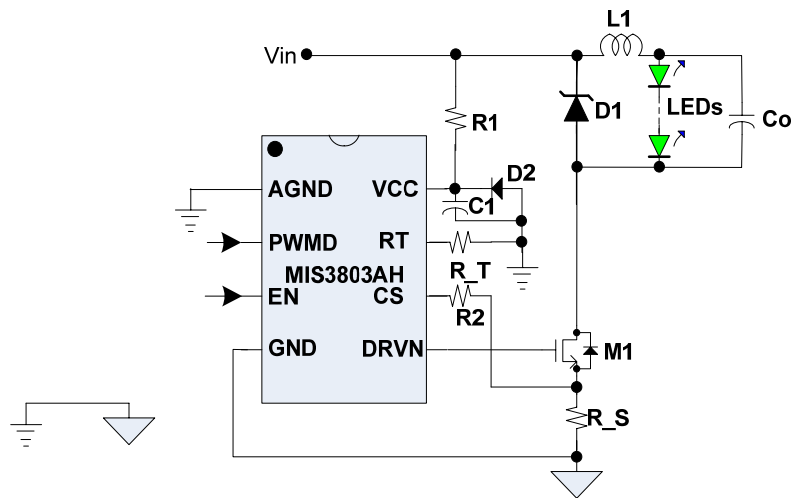 L1
Vin
LEDs
D1
Co
R1
AGND
VCC
D2
C1
PWMD
RT
MIS3803AH
R_T
EN
CS
R2
GND
DRVN
M1
R_S